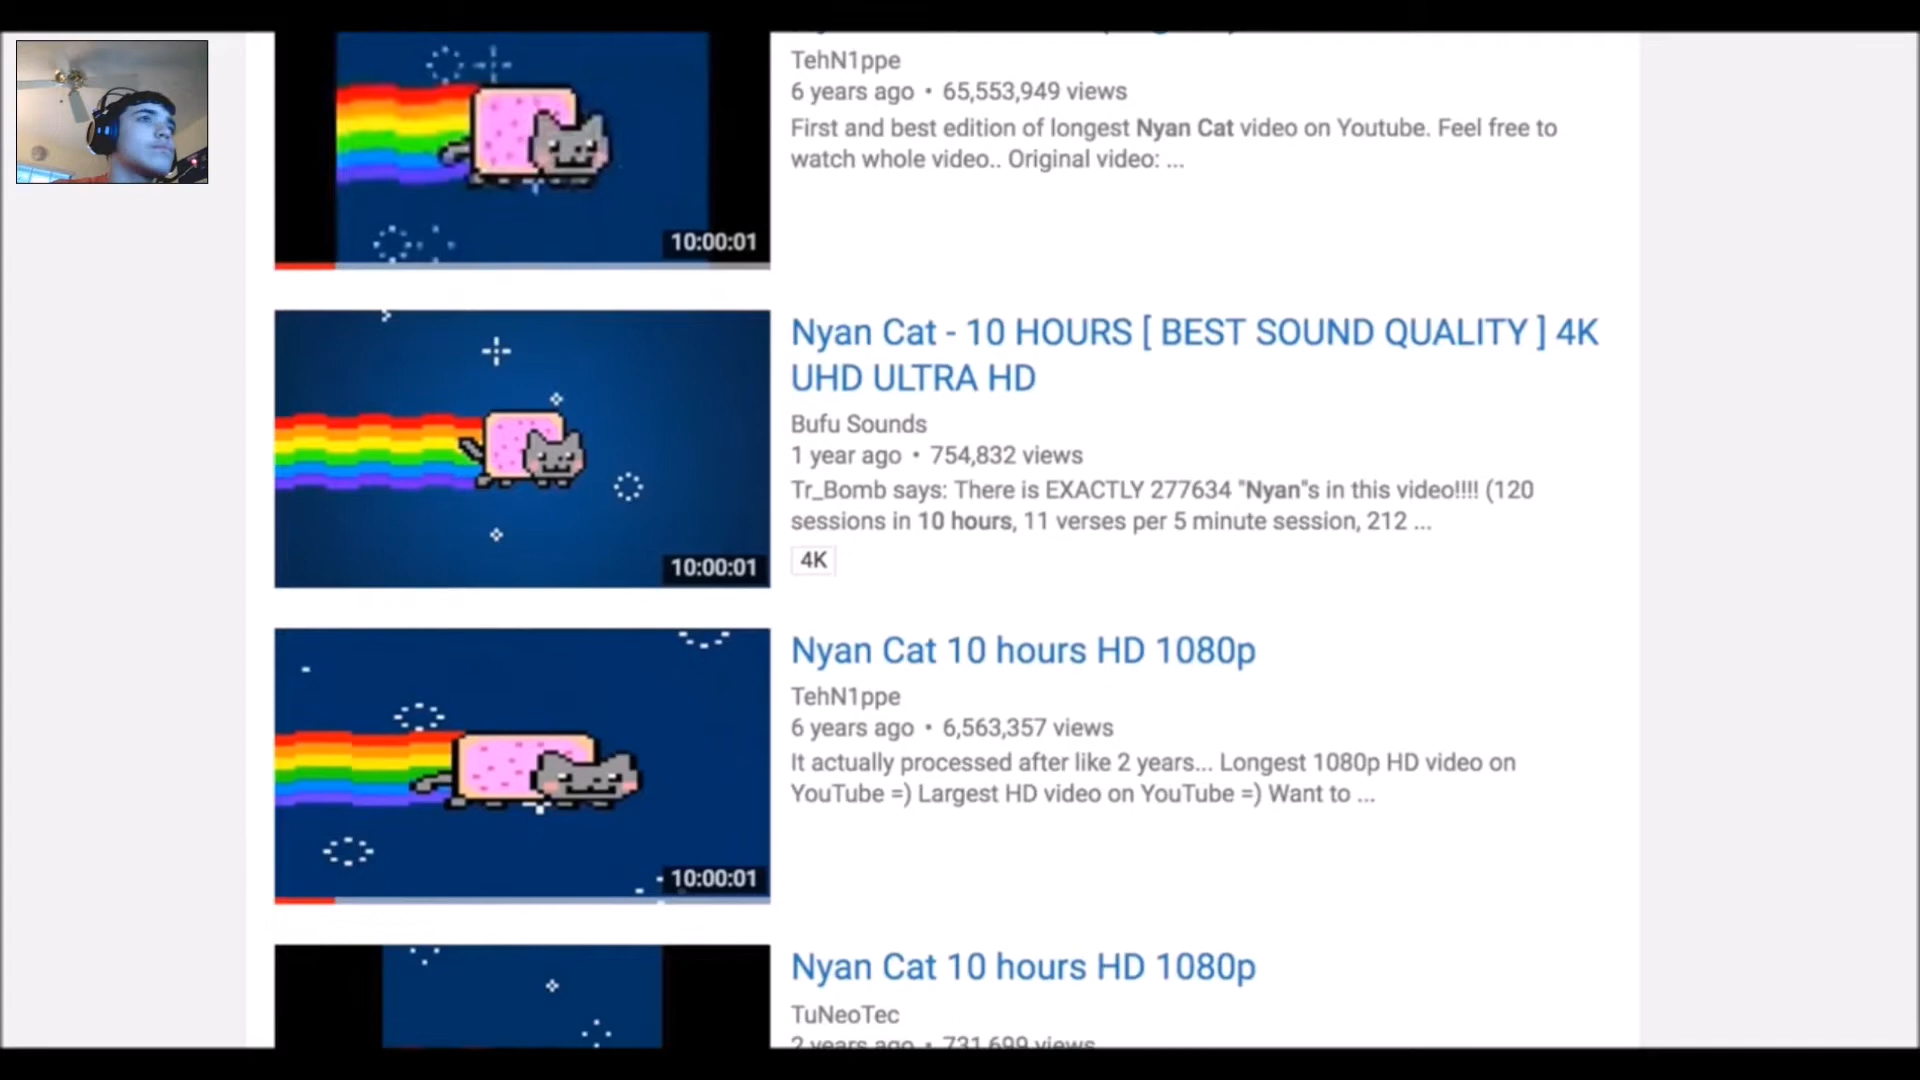 TehN1ppe
6 years ago • 65,553,949 views
First and best edition of longest Nyan Cat video on Youtube. Feel free to
watch whole video.. Original video: ...
10:00:01
Nyan Cat - 10 HOURS [ BEST SOUND QUALITY ] 4K
UHD ULTRA HD
Bufu Sounds
1 year ago • 754,832 views
Tr_Bomb says: There is EXACTLY 277634 "Nyan"s in this video!!!! (120
sessions in 10 hours, 11 verses per 5 minute session, 212 ...
4K
10:00:01
Nyan Cat 10 hours HD 1080p
TehN1ppe
6 years ago • 6,563,357 views
It actually processed after like 2 years... Longest 1080p HD video on
YouTube =) Largest HD video on YouTube =) Want to ...
10:00:01
Nyan Cat 10 hours HD 1080p
TuNeoTec
2 years ago • 731,699 views